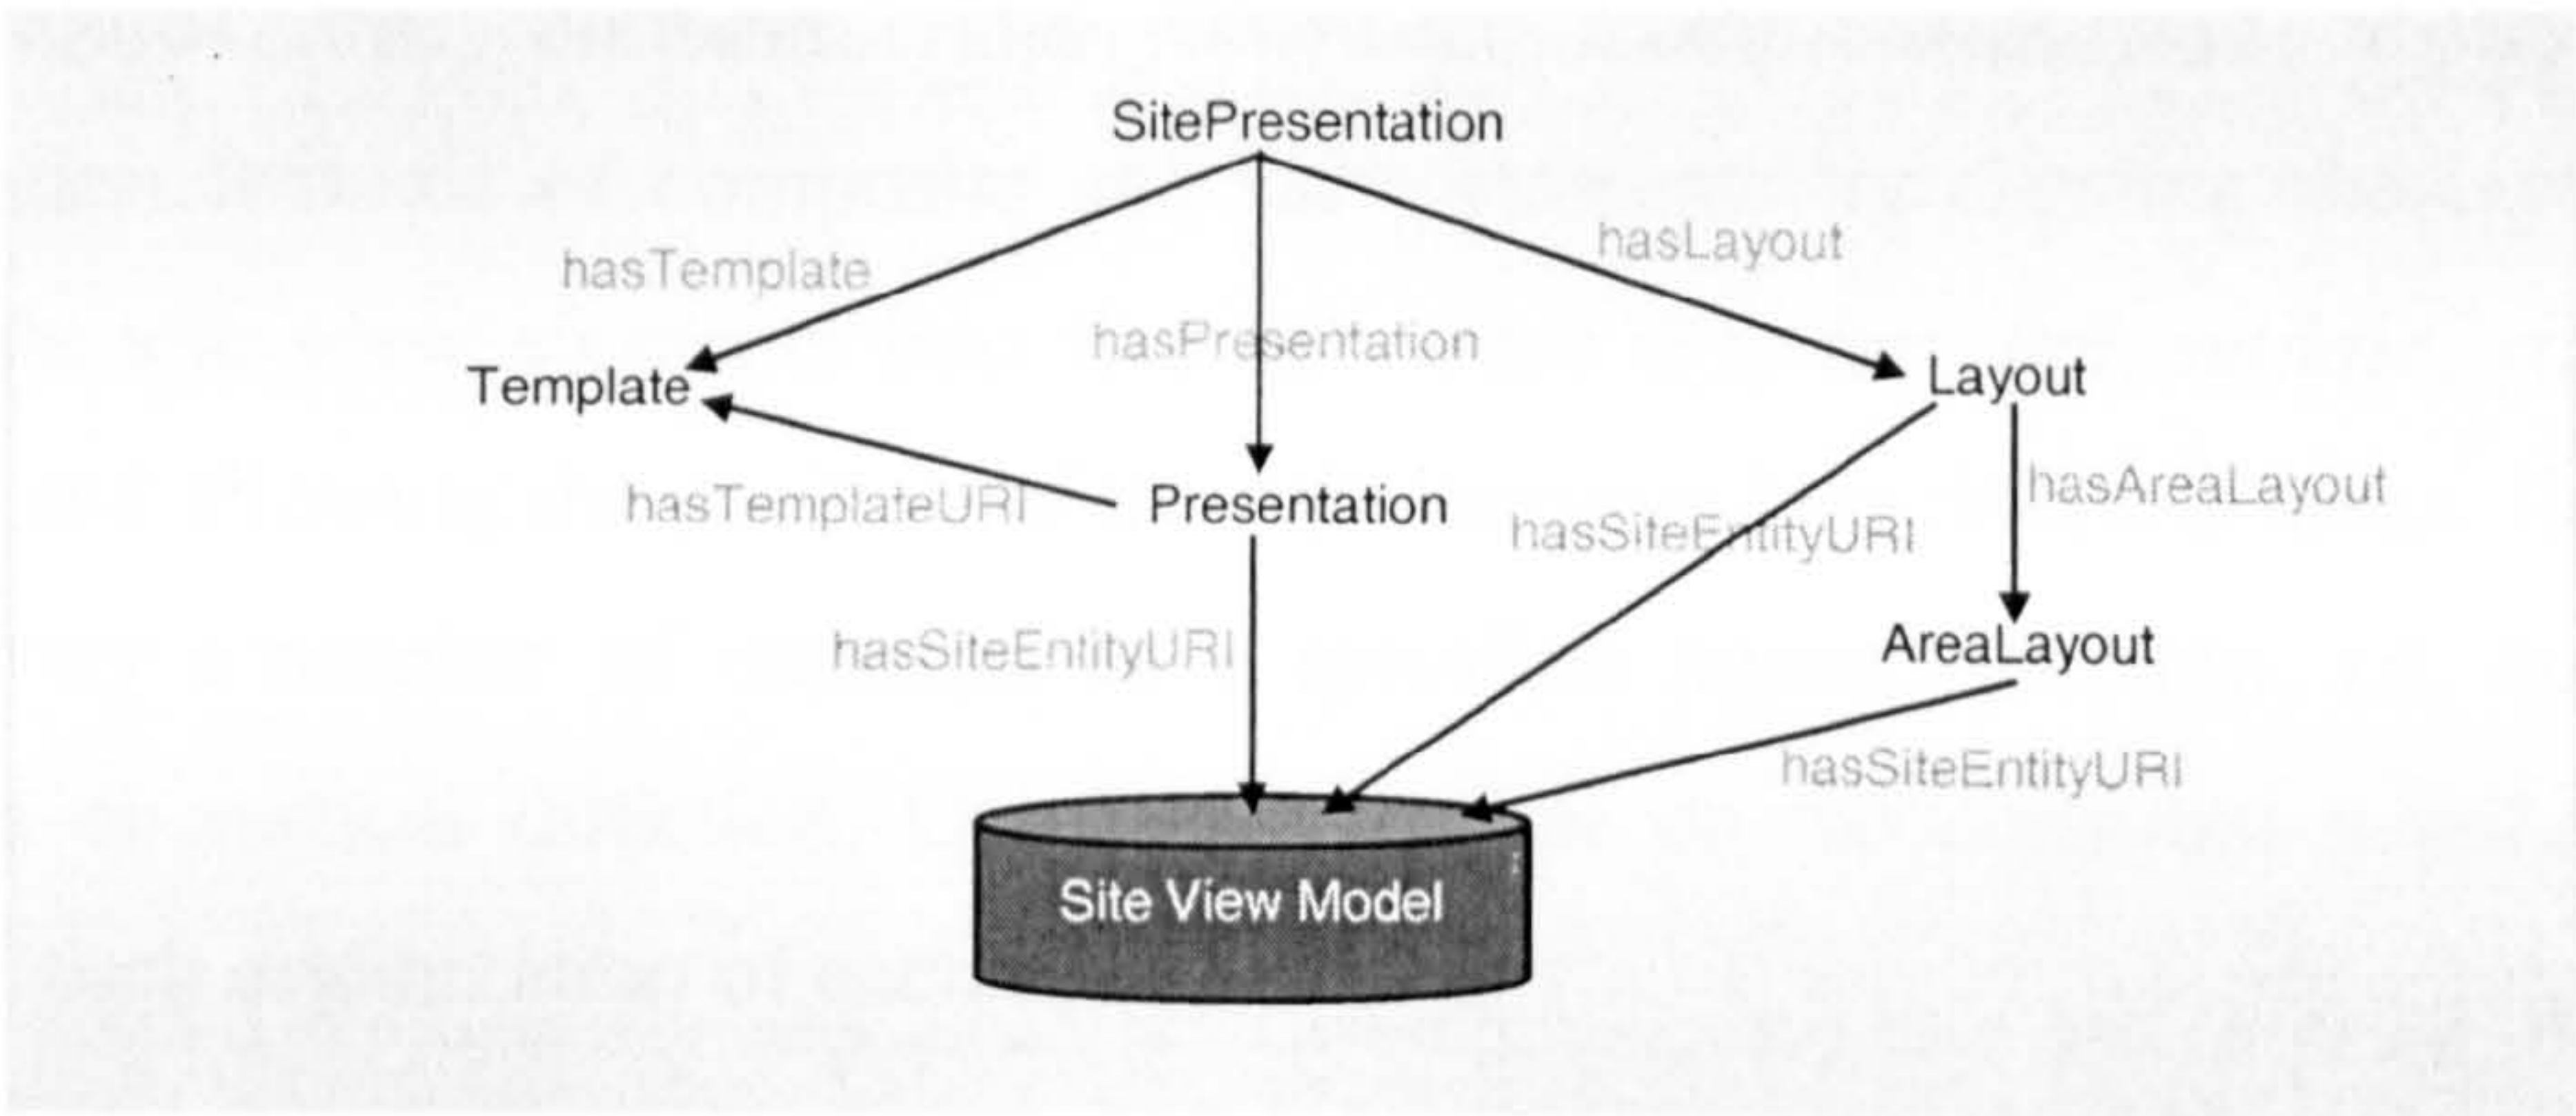 SitePresentation
hasLayout
hasTemplate
hasPresentation
Template
Layout
hasAreaLayout
hasTemplateURI
Presentation
hasSiteEntityURI
hasSiteEntityURI
AreaLayout
hasSiteEntityURI
Site View Model